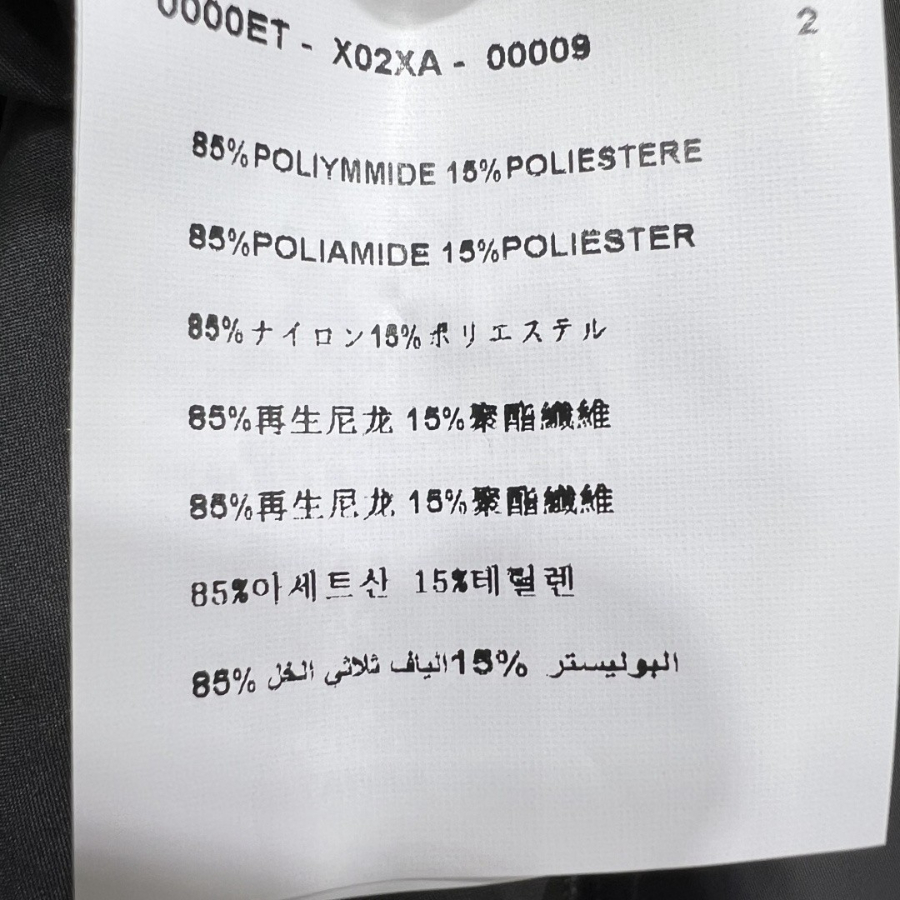 0000ET - X02XA - 00009
2
85%POLIYMMIDE 15%POLIESTERE
85%POLIAMIDE 15%POLIESTER
85%ナイロン15%ポリエステル
85%再生尼龙 15%聚酯纖維
85%再生尼龙 15%聚酯纖維
85%아세트산 15%테릴렌
85% الياف ثلاثي الخل 15% البوليستر